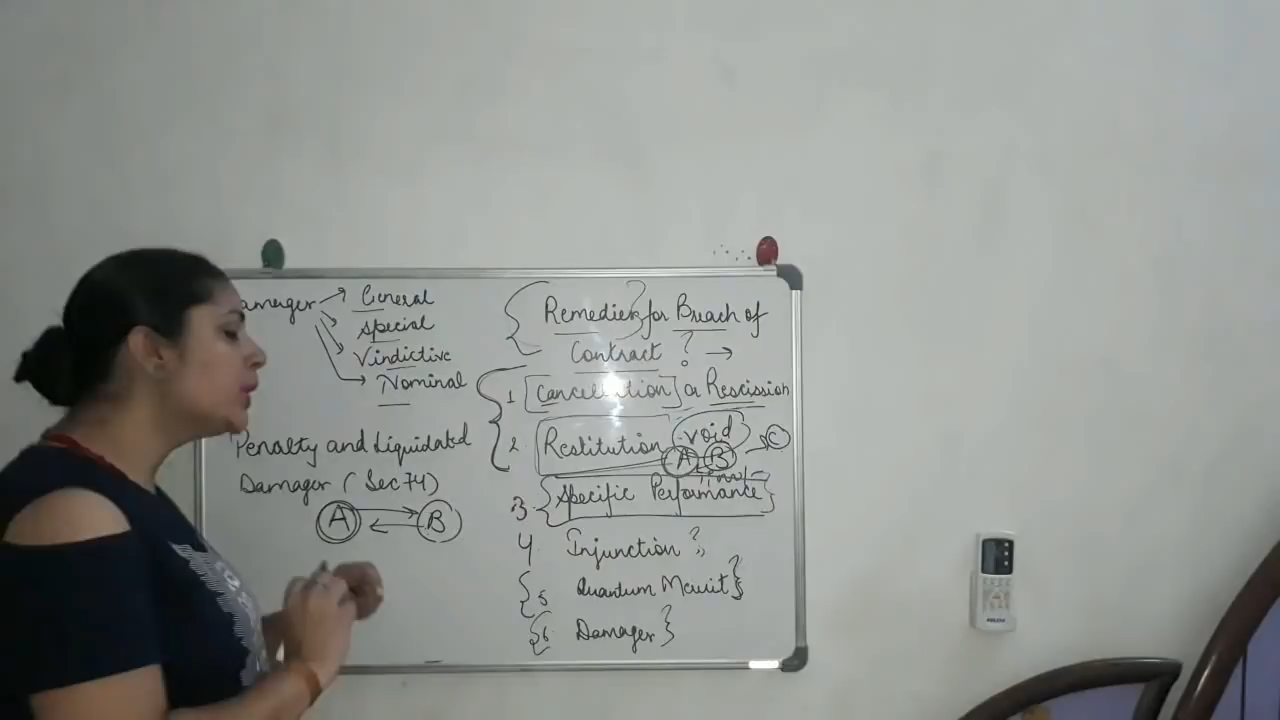 Damages → General
Special
Vindictive
Nominal
Penalty and Liquidated
Damages (Sec 74)
A B
Remedies for Breach of
Contract ? →
1 Cancellation or Rescission
2 Restitution void
A B C
3. Specific Performance
4. Injunction ?
5 Quantum Meruit ?
6. Damages ?